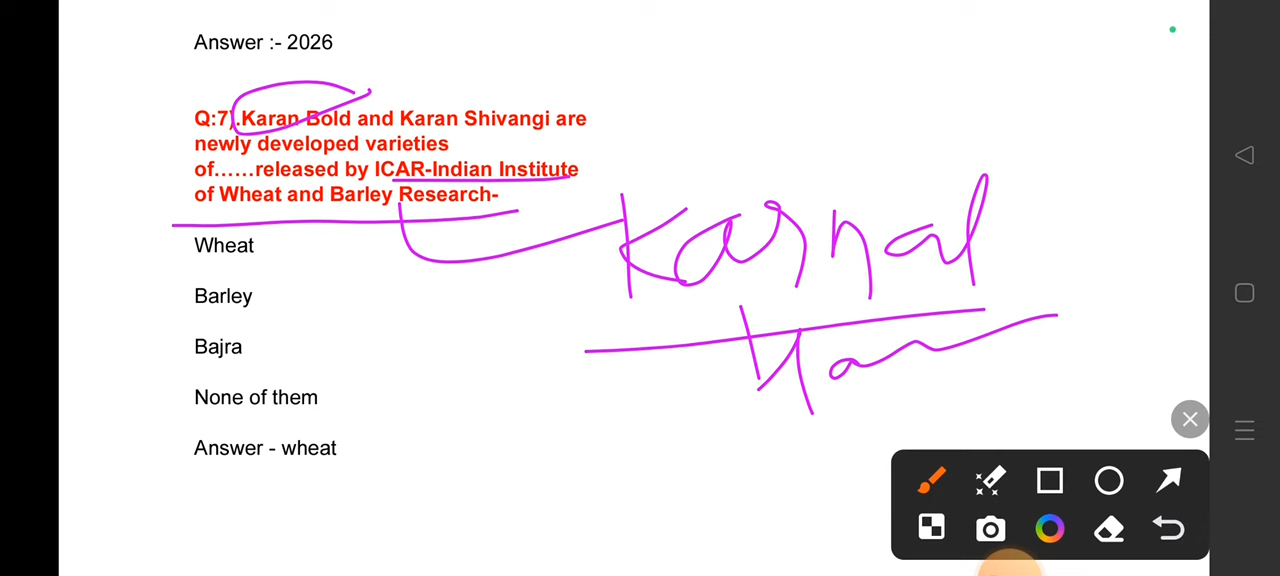 Answer :- 2026
Q:7).Karan Bold and Karan Shivangi are
newly developed varieties
of......released by ICAR-Indian Institute
of Wheat and Barley Research-
Karnal
Wheat
Barley
Bajra
None of them
Answer - wheat